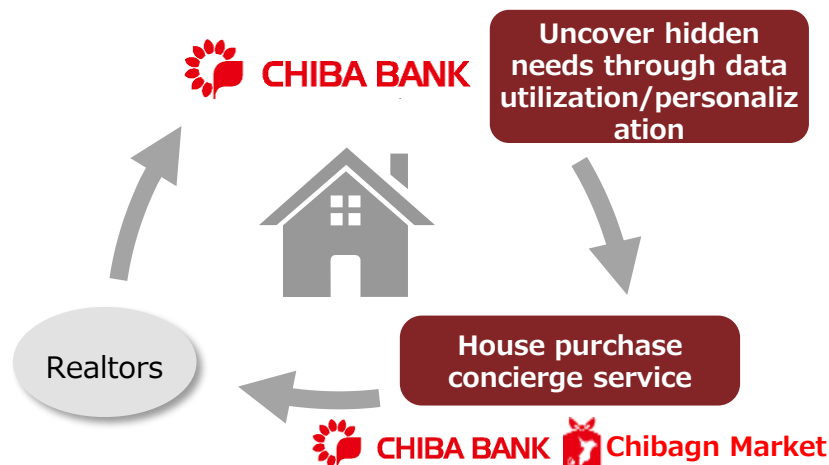 CHIBA BANK
Uncover hidden
needs through data
utilization/personaliz
ation
Realtors
House purchase
concierge service
CHIBA BANK
Chibagn Market